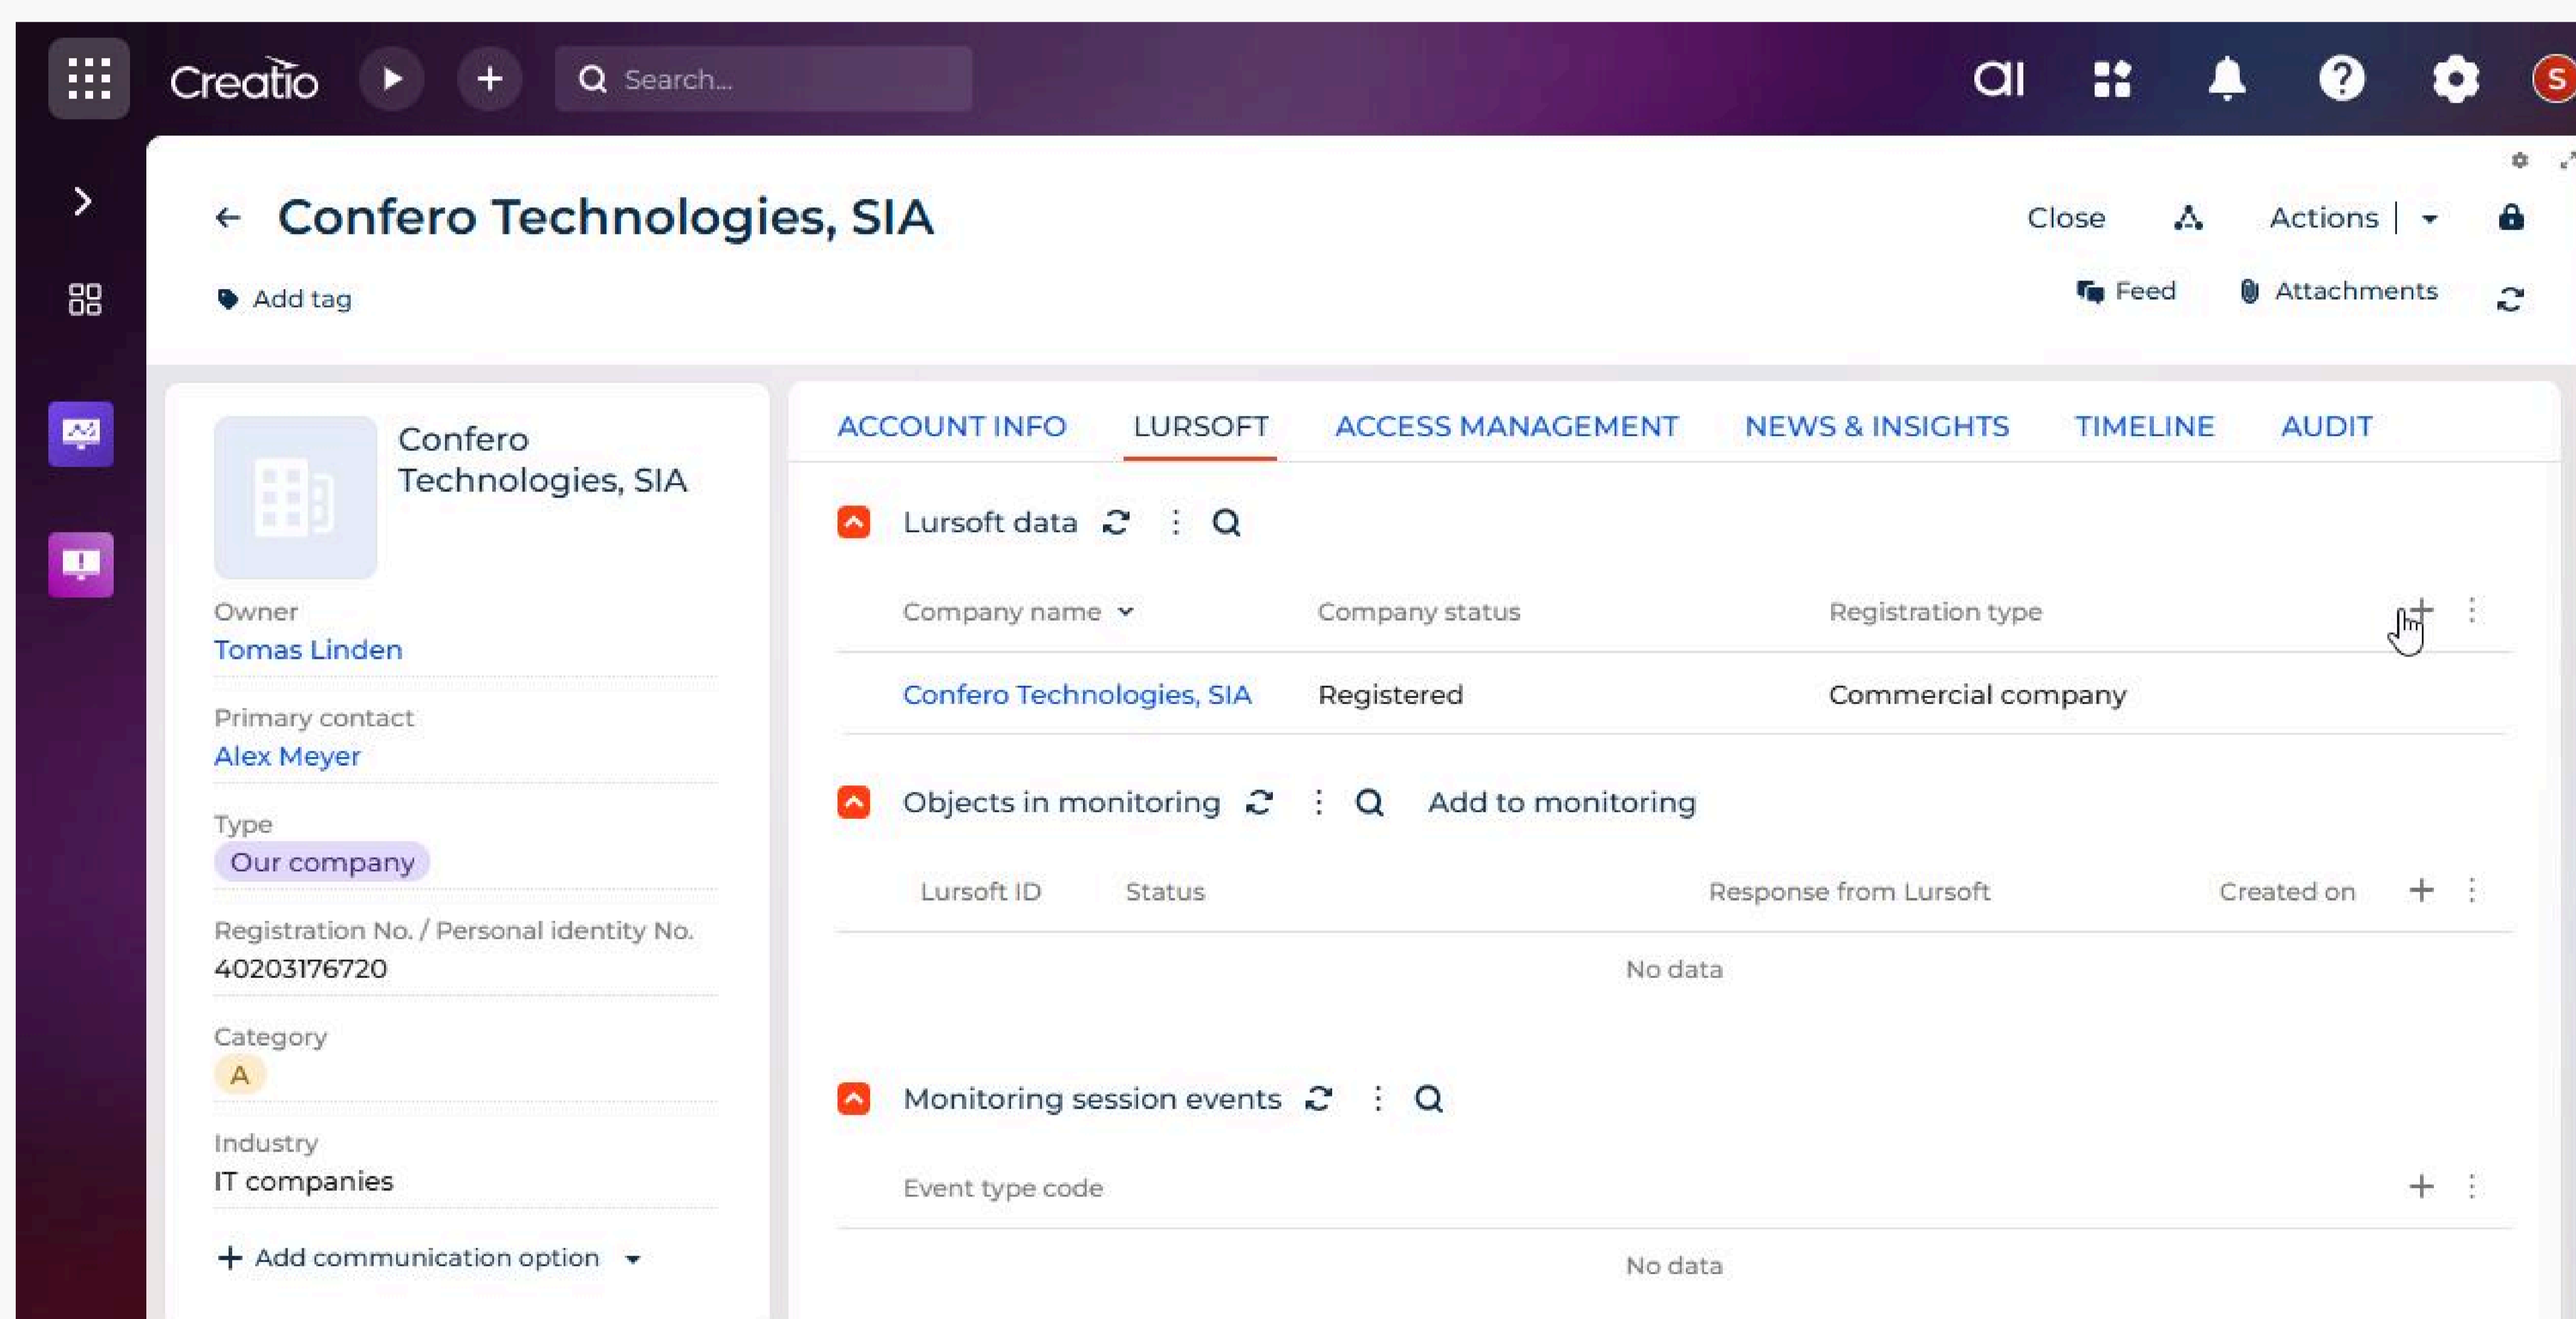 Creatio
Search...
ai
S
Confero Technologies, SIA
Close
Actions
Add tag
Feed
Attachments
Confero
Technologies, SIA
Owner
Tomas Linden
Primary contact
Alex Meyer
Type
Our company
Registration No. / Personal identity No.
40203176720
Category
A
Industry
IT companies
Add communication option
ACCOUNT INFO LURSOFT ACCESS MANAGEMENT NEWS & INSIGHTS TIMELINE AUDIT
Lursoft data
Company name Company status Registration type
Confero Technologies, SIA Registered Commercial company
Objects in monitoring Add to monitoring
Lursoft ID Status Response from Lursoft Created on
No data
Monitoring session events
Event type code
No data